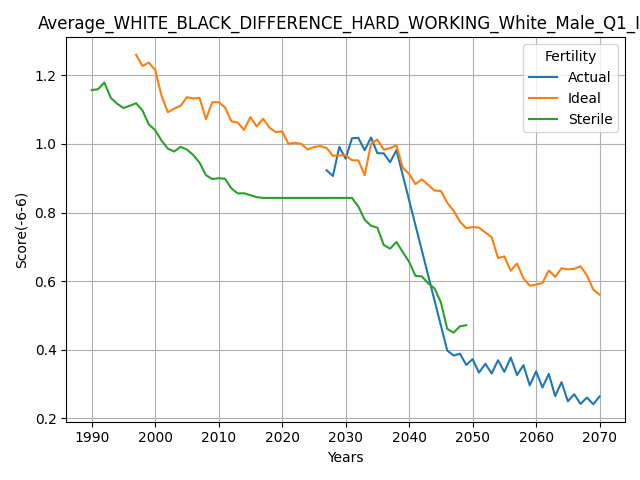 Average_WHITE_BLACK_DIFFERENCE_HARD_WORKING_White_Male_Q1_I
Fertility
Actual
Ideal
Sterile
Score(-6-6)
1.2
1.0
0.8
0.6
0.4
0.2
1990 2000 2010 2020 2030 2040 2050 2060 2070
Years